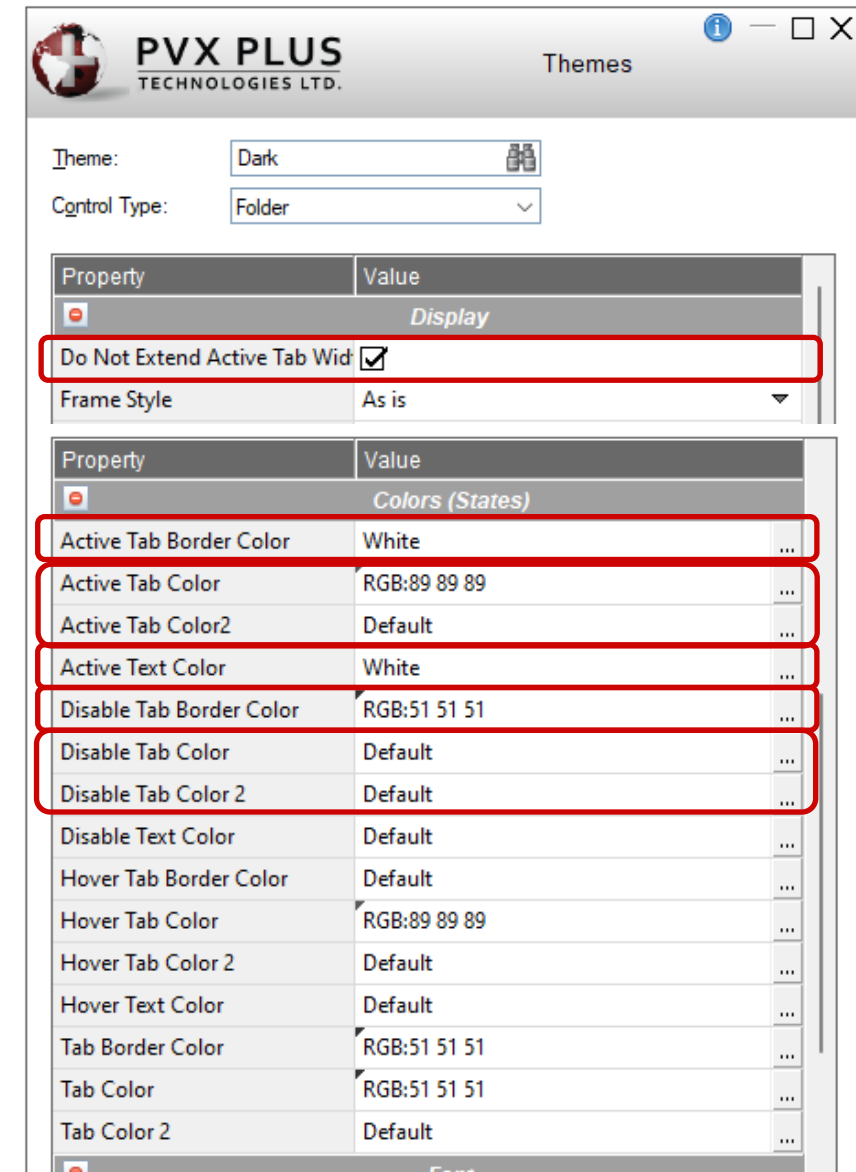 PVX PLUS
TECHNOLOGIES LTD.
Themes
Theme: Dark
Control Type: Folder
Property Value
Display
Do Not Extend Active Tab Wid
Frame Style As is
Property Value
Colors (States)
Active Tab Border Color White ...
Active Tab Color RGB:89 89 89 ...
Active Tab Color2 Default ...
Active Text Color White ...
Disable Tab Border Color RGB:51 51 51 ...
Disable Tab Color Default ...
Disable Tab Color 2 Default ...
Disable Text Color Default ...
Hover Tab Border Color Default ...
Hover Tab Color RGB:89 89 89 ...
Hover Tab Color 2 Default ...
Hover Text Color Default ...
Tab Border Color RGB:51 51 51 ...
Tab Color RGB:51 51 51 ...
Tab Color 2 Default ...